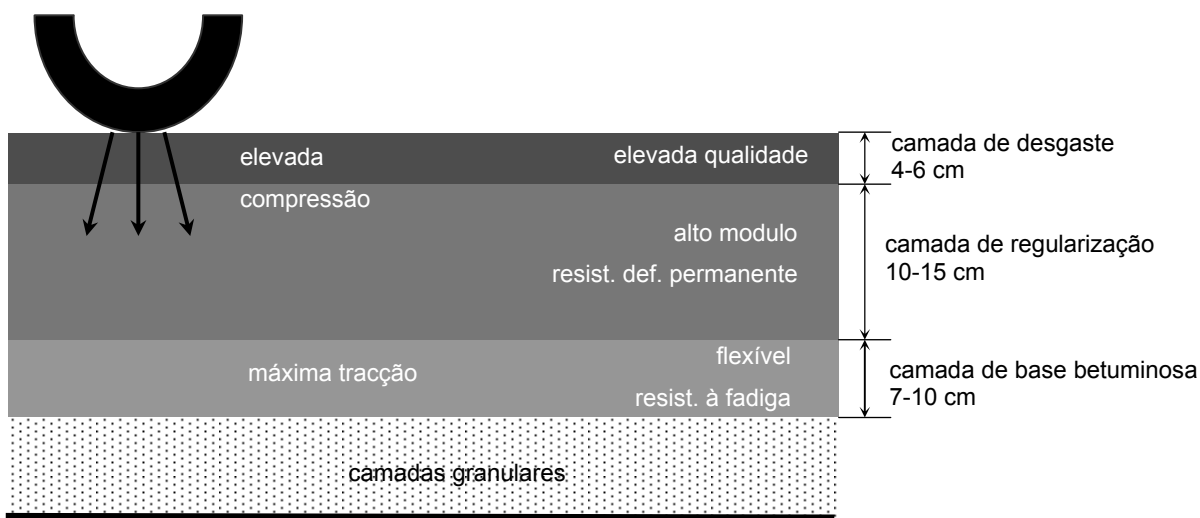 elevada
compressão
elevada qualidade
alto modulo
resist. def. permanente
máxima tracção
flexível
resist. à fadiga
camadas granulares
camada de desgaste
4-6 cm
camada de regularização
10-15 cm
camada de base betuminosa
7-10 cm